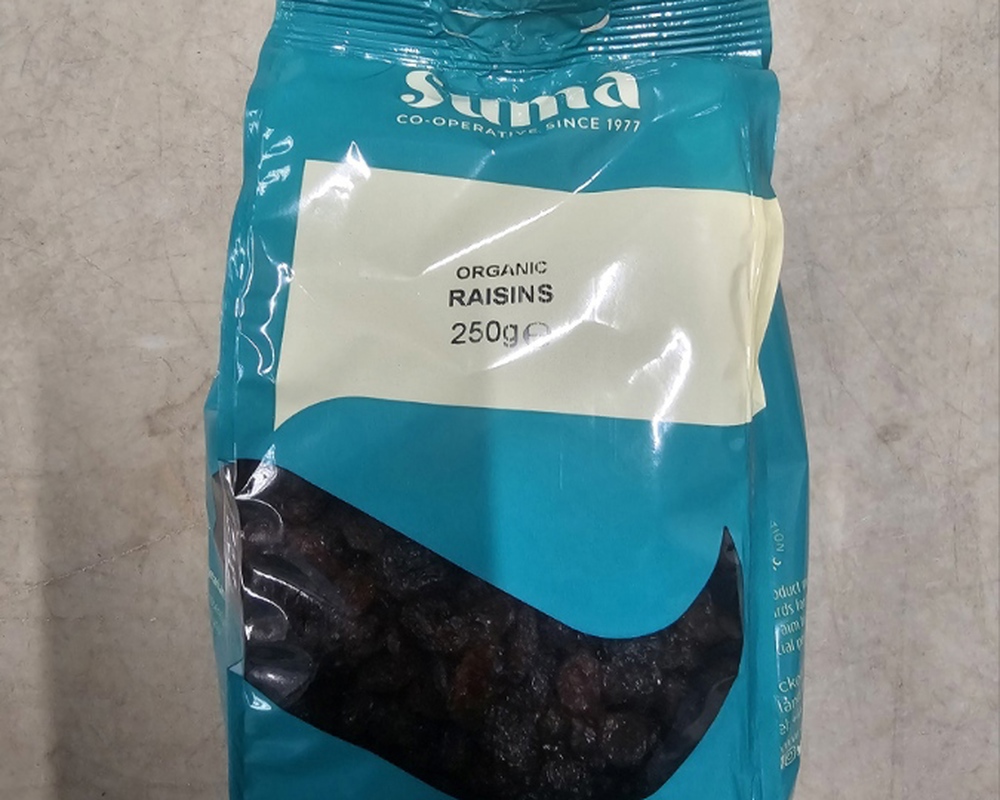 suma
CO-OPERATIVE SINCE 1977
ORGANIC
RAISINS
250g℮